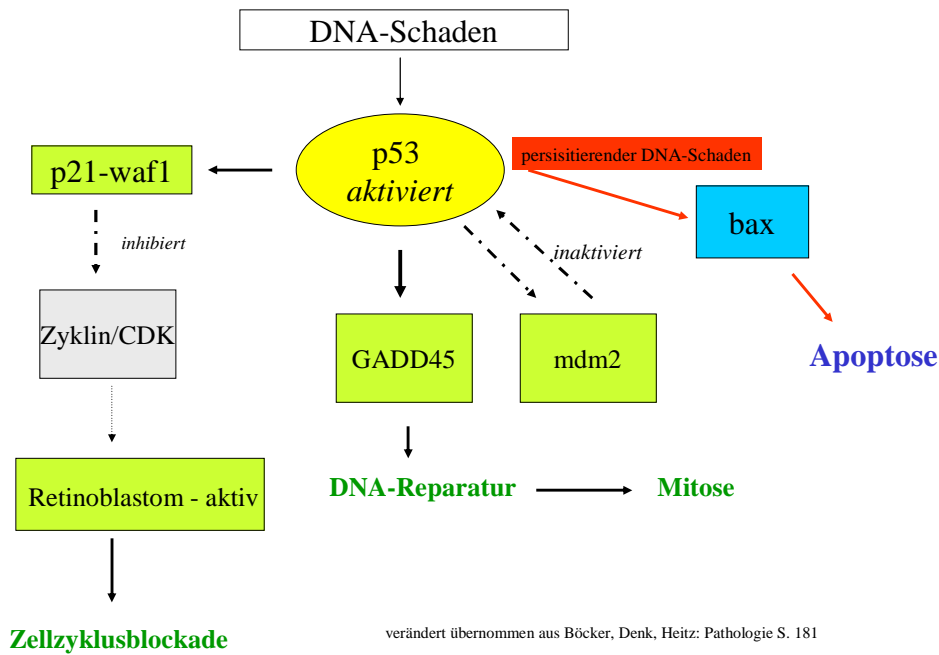 DNA-Schaden
p53
aktiviert
persisitierender DNA-Schaden
p21-waf1
bax
inhibiert
inaktiviert
Zyklin/CDK
GADD45
mdm2
Apoptose
Retinoblastom - aktiv
DNA-Reparatur
Mitose
Zellzyklusblockade
verändert übernommen aus Böcker, Denk, Heitz: Pathologie S. 181